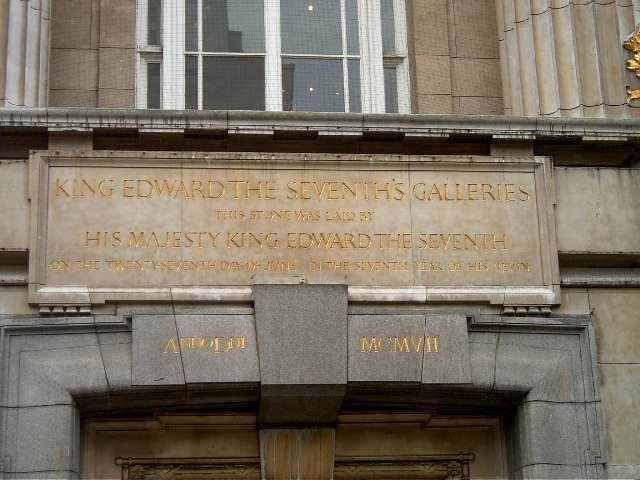 KING EDWARD THE SEVENTH'S GALLERIES
THIS STONE WAS LAID BY
HIS MAJESTY KING EDWARD THE SEVENTH
ON THE TWENTY-SEVENTH DAY OF JUNE IN THE SEVENTH YEAR OF HIS REIGN
ANNO DNI MCMVII